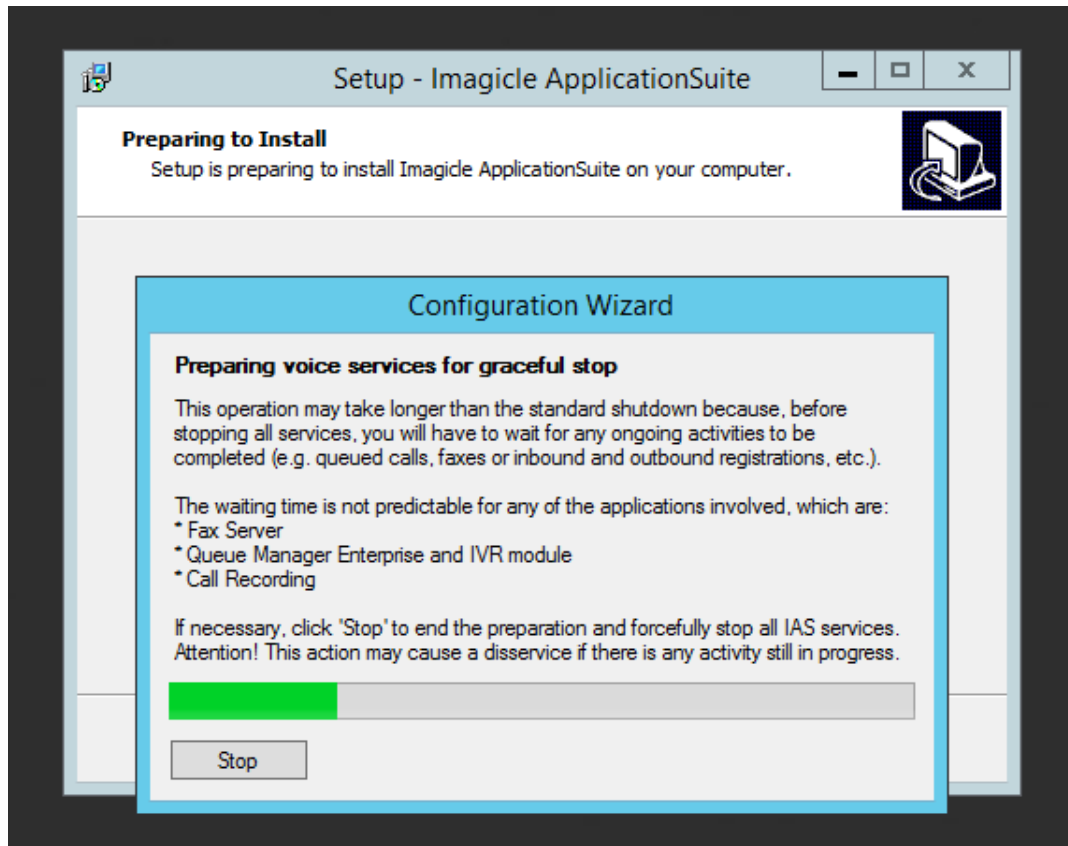 Setup - Imagicle ApplicationSuite
Preparing to Install
Setup is preparing to install Imagicle ApplicationSuite on your computer.
Configuration Wizard
Preparing voice services for graceful stop
This operation may take longer than the standard shutdown because, before
stopping all services, you will have to wait for any ongoing activities to be
completed (e.g. queued calls, faxes or inbound and outbound registrations, etc.).
The waiting time is not predictable for any of the applications involved, which are:
* Fax Server
* Queue Manager Enterprise and IVR module
* Call Recording
If necessary, click 'Stop' to end the preparation and forcefully stop all IAS services.
Attention! This action may cause a disservice if there is any activity still in progress.
Stop